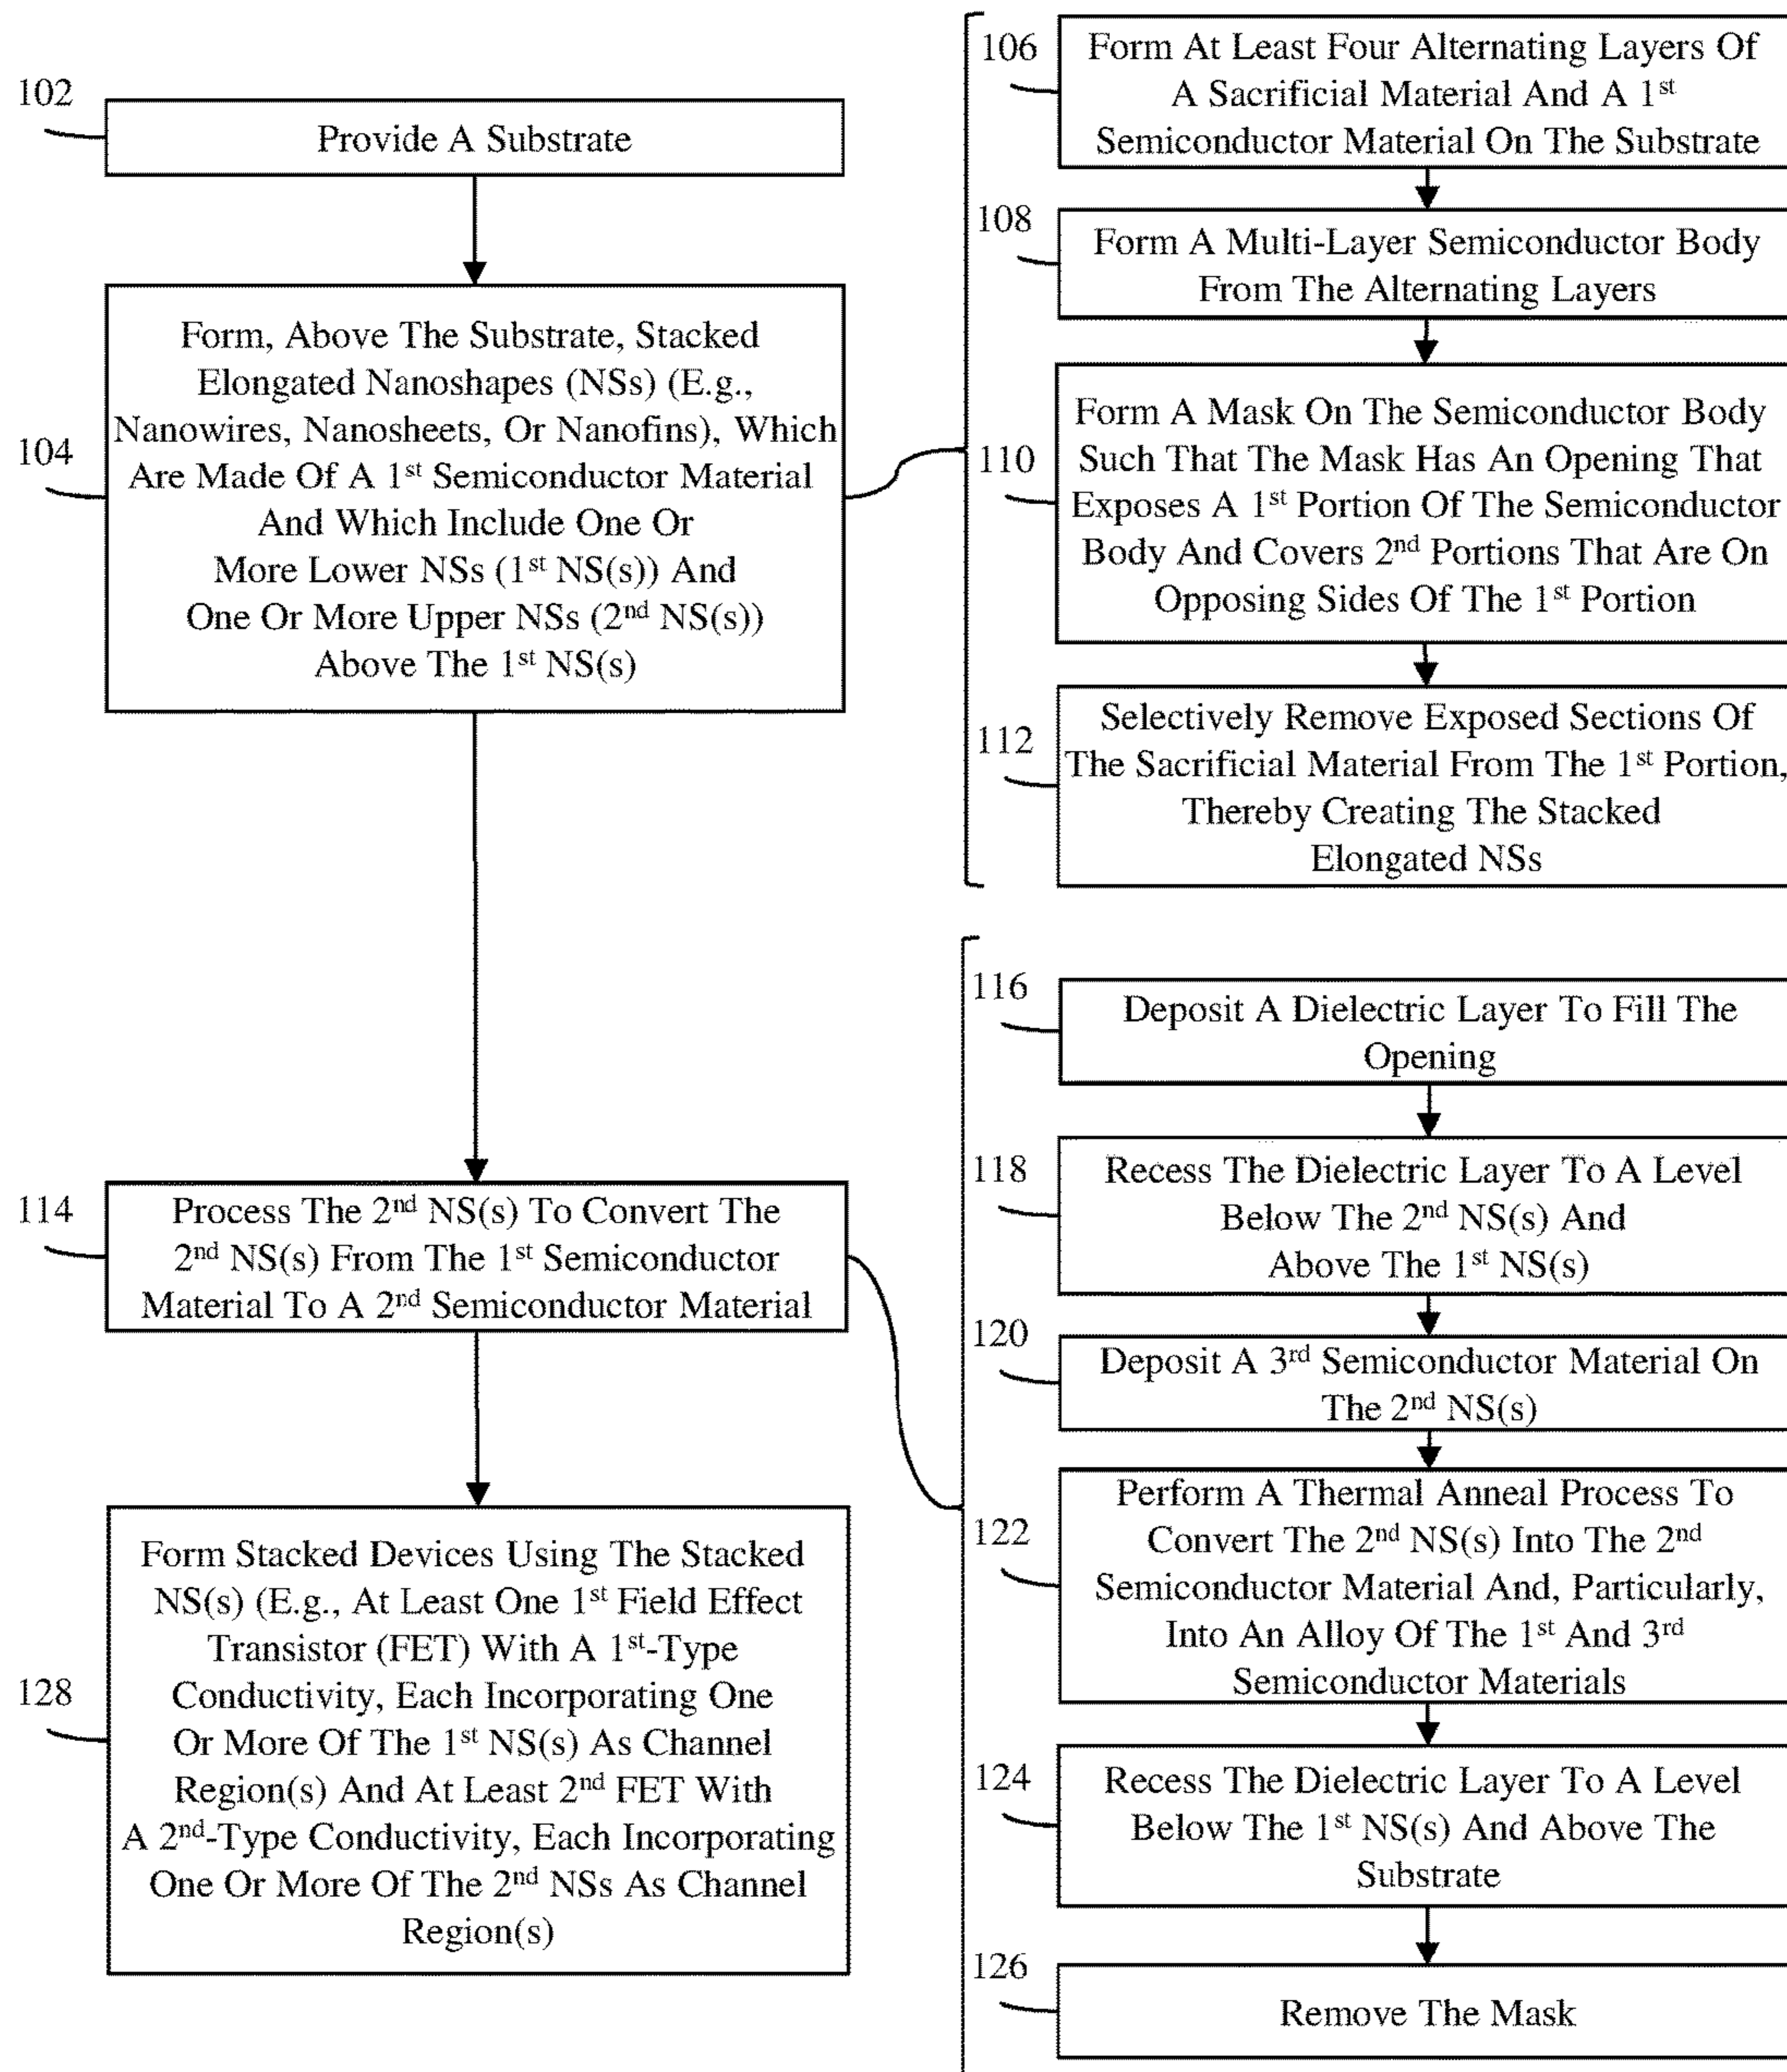 102
Provide A Substrate
104
Form, Above The Substrate, Stacked
Elongated Nanoshapes (NSs) (E.g.,
Nanowires, Nanosheets, Or Nanofins), Which
Are Made Of A 1st Semiconductor Material
And Which Include One Or
More Lower NSs (1st NS(s)) And
One Or More Upper NSs (2nd NS(s))
Above The 1st NS(s)
106
Form At Least Four Alternating Layers Of
A Sacrificial Material And A 1st
Semiconductor Material On The Substrate
108
Form A Multi-Layer Semiconductor Body
From The Alternating Layers
110
Form A Mask On The Semiconductor Body
Such That The Mask Has An Opening That
Exposes A 1st Portion Of The Semiconductor
Body And Covers 2nd Portions That Are On
Opposing Sides Of The 1st Portion
112
Selectively Remove Exposed Sections Of
The Sacrificial Material From The 1st Portion,
Thereby Creating The Stacked
Elongated NSs
114
Process The 2nd NS(s) To Convert The
2nd NS(s) From The 1st Semiconductor
Material To A 2nd Semiconductor Material
116
Deposit A Dielectric Layer To Fill The
Opening
118
Recess The Dielectric Layer To A Level
Below The 2nd NS(s) And
Above The 1st NS(s)
120
Deposit A 3rd Semiconductor Material On
The 2nd NS(s)
122
Perform A Thermal Anneal Process To
Convert The 2nd NS(s) Into The 2nd
Semiconductor Material And, Particularly,
Into An Alloy Of The 1st And 3rd
Semiconductor Materials
124
Recess The Dielectric Layer To A Level
Below The 1st NS(s) And Above The
Substrate
126
Remove The Mask
128
Form Stacked Devices Using The Stacked
NS(s) (E.g., At Least One 1st Field Effect
Transistor (FET) With A 1st-Type
Conductivity, Each Incorporating One
Or More Of The 1st NS(s) As Channel
Region(s) And At Least 2nd FET With
A 2nd-Type Conductivity, Each Incorporating
One Or More Of The 2nd NSs As Channel
Region(s)